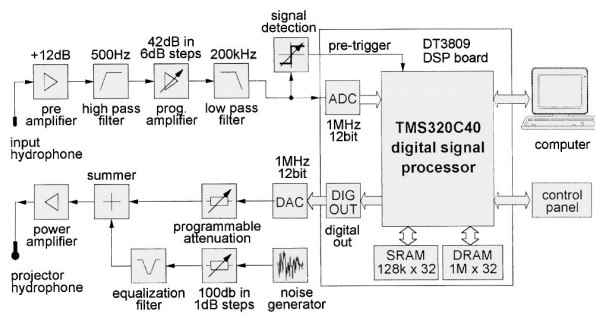 signal
detection
pre-trigger
DT3809
DSP board
+12dB
500Hz
42dB in
6dB steps
200kHz
pre
amplifier
high pass
filter
prog.
amplifier
low pass
filter
ADC
1MHz
12bit
TMS320C40
digital signal
processor
computer
input
hydrophone
1MHz
12bit
summer
power
amplifier
programmable
attenuation
DAC
DIG
OUT
digital out
control
panel
SRAM
128k x 32
DRAM
1M x 32
projector
hydrophone
equalization
filter
100db in
1dB steps
noise
generator